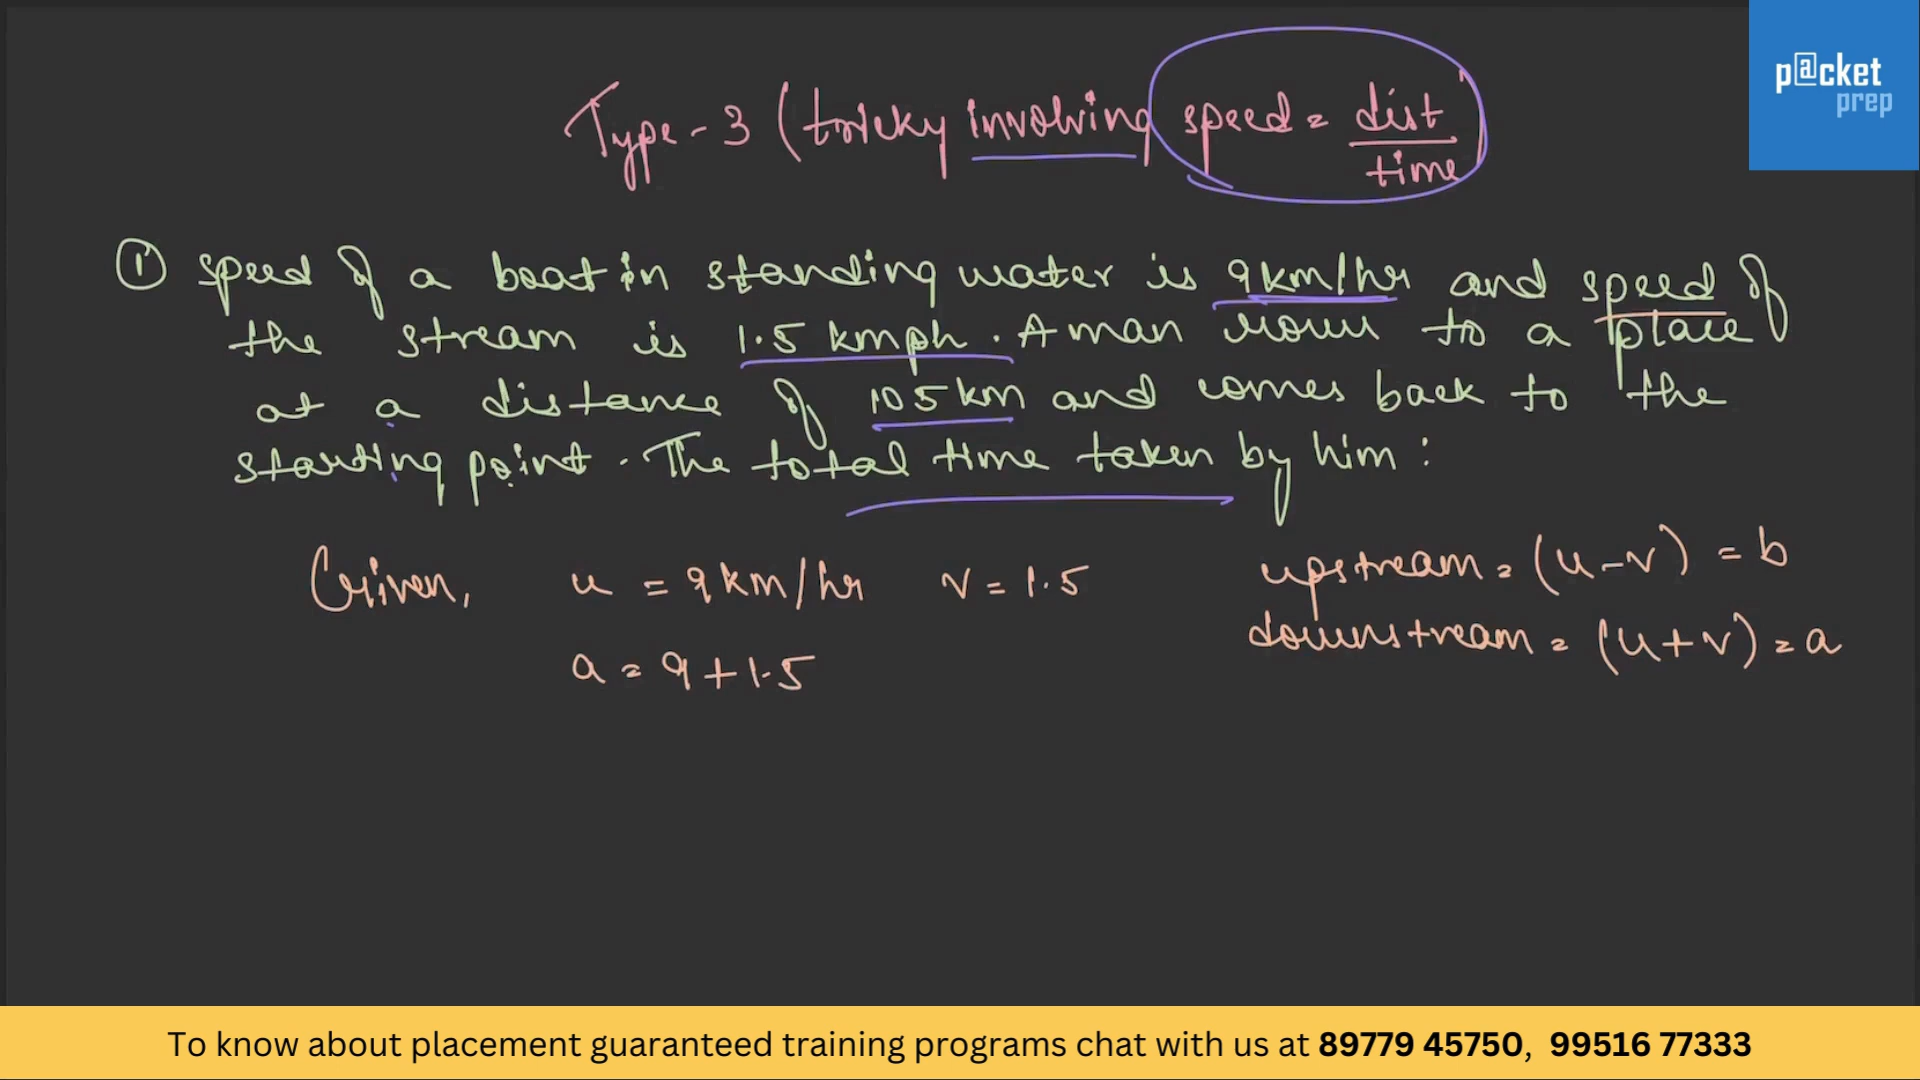 p@cket
prep
Type-3 (tricky involving speed = dist/time)
① speed of a boat in standing water is 9km/hr and speed of
the stream is 1.5 kmph. A man rows to a place
at a distance of 105km and comes back to the
starting point. The total time taken by him :
Given, u = 9km/hr v = 1.5
upstream = (u-v) = b
downstream = (u+v) = a
a = 9+1.5
To know about placement guaranteed training programs chat with us at 89779 45750, 99516 77333